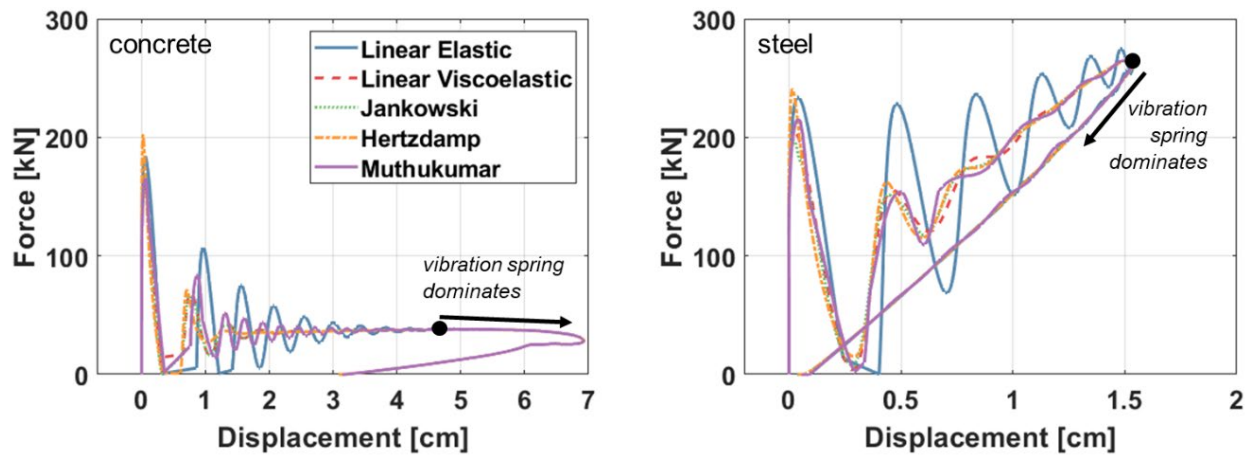 300
200
100
0
Force [kN]
concrete
Linear Elastic
Linear Viscoelastic
Jankowski
Hertzdamp
Muthukumar
vibration spring
dominates
0 1 2 3 4 5 6 7
Displacement [cm]
300
200
100
0
Force [kN]
steel
vibration
spring
dominates
0 0.5 1 1.5 2
Displacement [cm]